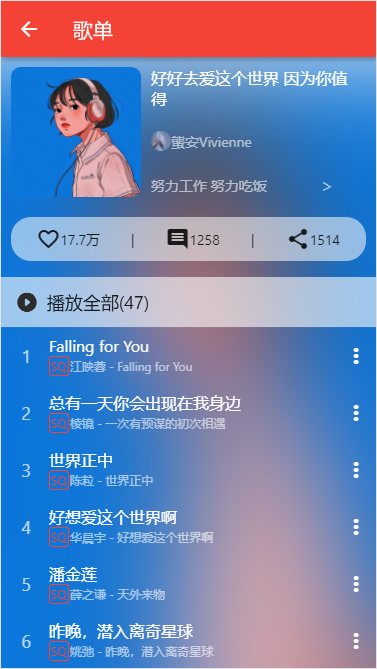 歌单
好好去爱这个世界 因为你值
得
蜚安Vivienne
努力工作 努力吃饭 >
17.7万 | 1258 | 1514
播放全部(47)
1 Falling for You
SQ 江映蓉 - Falling for You
2 总有一天你会出现在我身边
SQ 棱镜 - 一次有预谋的初次相遇
3 世界正中
SQ 陈粒 - 世界正中
4 好想爱这个世界啊
SQ 华晨宇 - 好想爱这个世界啊
5 潘金莲
SQ 薛之谦 - 天外来物
6 昨晚，潜入离奇星球
SQ 姚弛 - 昨晚，潜入离奇星球